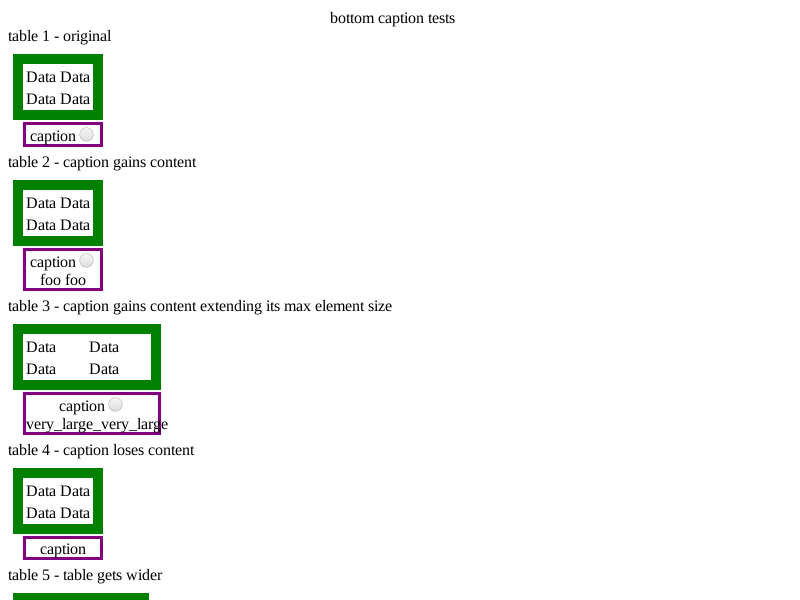 bottom caption tests
table 1 - original
Data Data
Data Data
caption
table 2 - caption gains content
Data Data
Data Data
caption
foo foo
table 3 - caption gains content extending its max element size
Data Data
Data Data
caption
very_large_very_large
table 4 - caption loses content
Data Data
Data Data
caption
table 5 - table gets wider